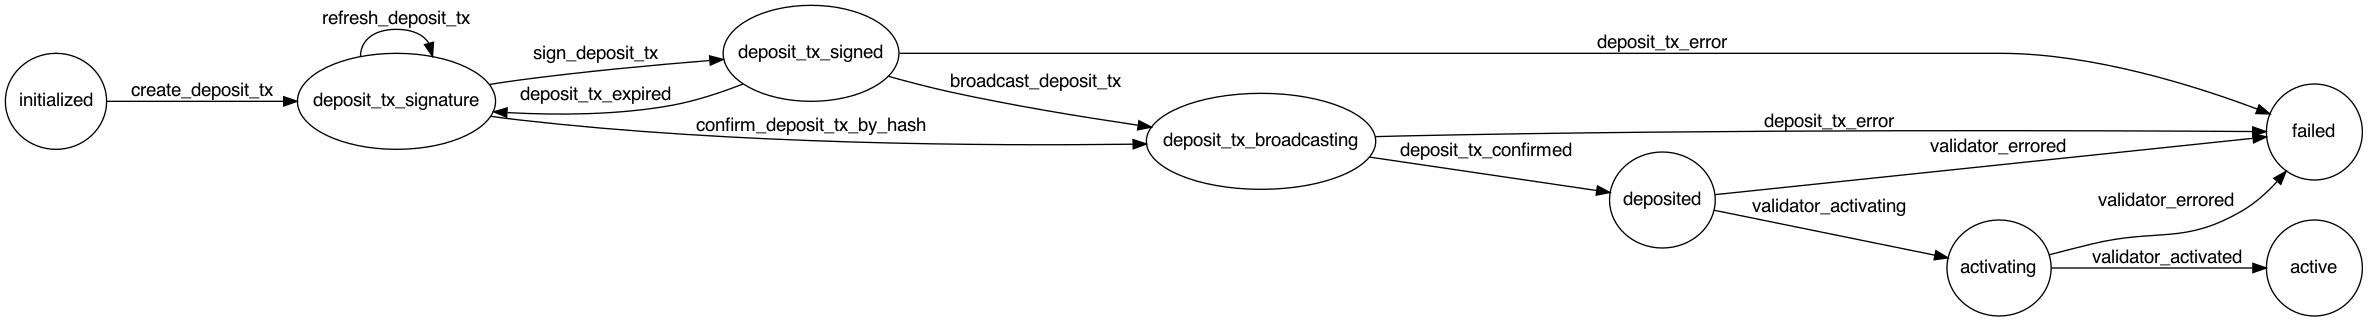 refresh_deposit_tx
initialized
create_deposit_tx
deposit_tx_signature
sign_deposit_tx
deposit_tx_expired
confirm_deposit_tx_by_hash
deposit_tx_signed
broadcast_deposit_tx
deposit_tx_error
deposit_tx_broadcasting
deposit_tx_error
deposit_tx_confirmed
deposited
validator_errored
validator_activating
activating
validator_errored
validator_activated
failed
active